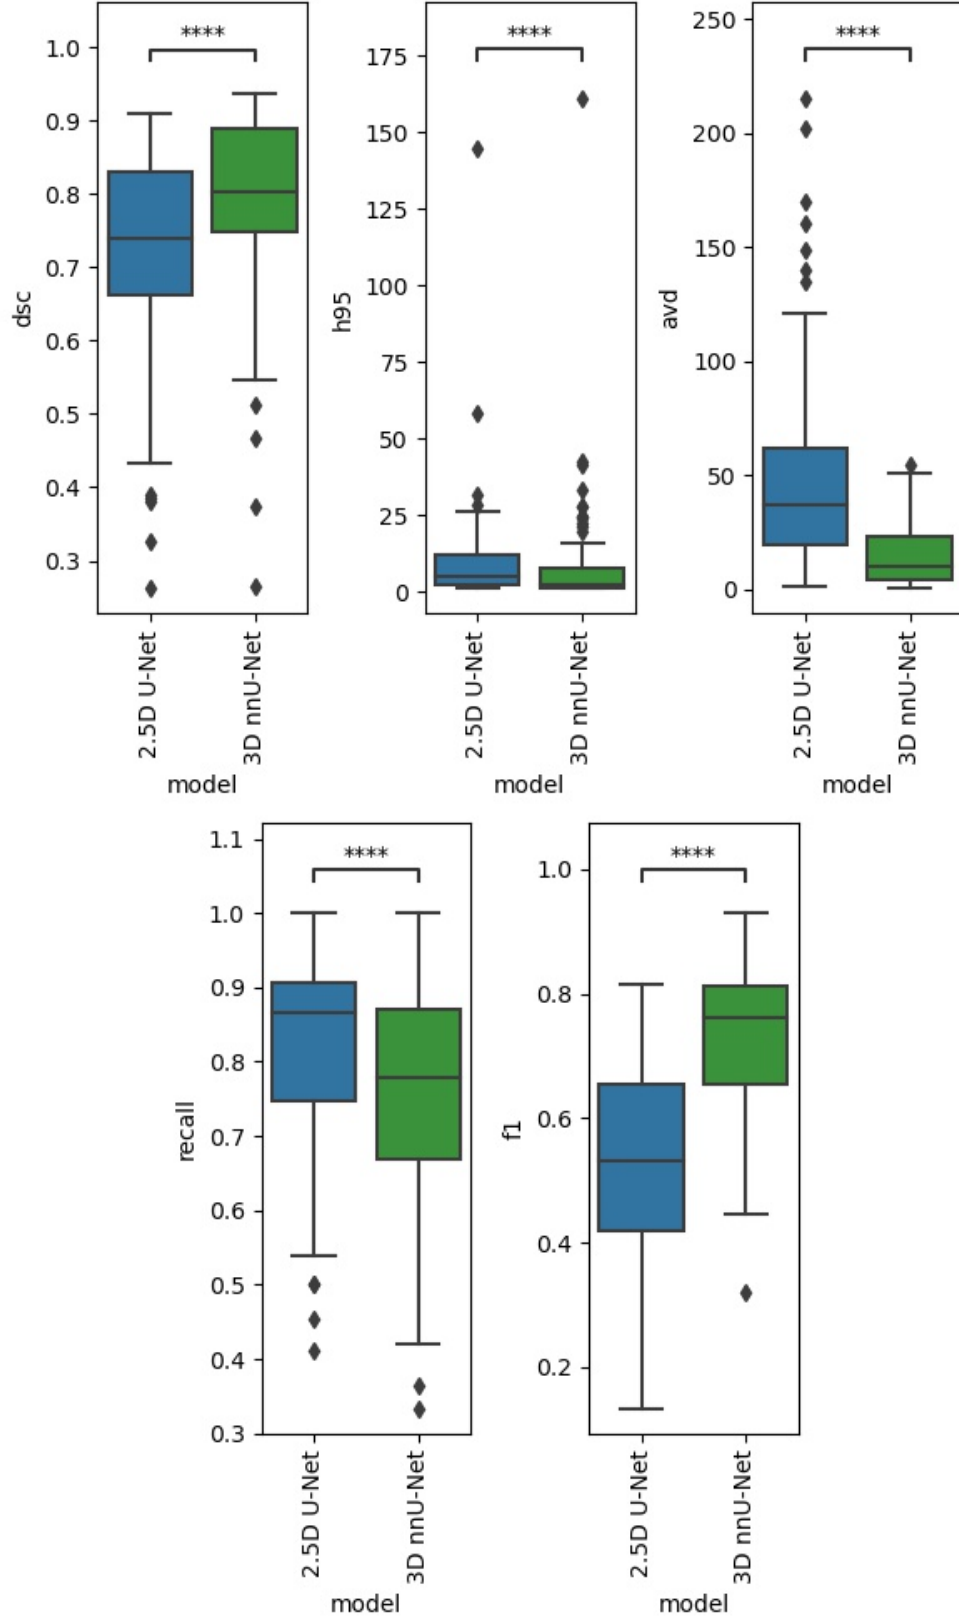 ****
1.0
0.9
0.8
0.7
0.6
0.5
0.4
0.3
dsc
2.5D U-Net
3D nnU-Net
model
****
175
150
125
100
75
50
25
0
h95
2.5D U-Net
3D nnU-Net
model
****
250
200
150
100
50
0
avd
2.5D U-Net
3D nnU-Net
model
****
1.1
1.0
0.9
0.8
0.7
0.6
0.5
0.4
0.3
recall
2.5D U-Net
3D nnU-Net
model
****
1.0
0.8
0.6
0.4
0.2
f1
2.5D U-Net
3D nnU-Net
model